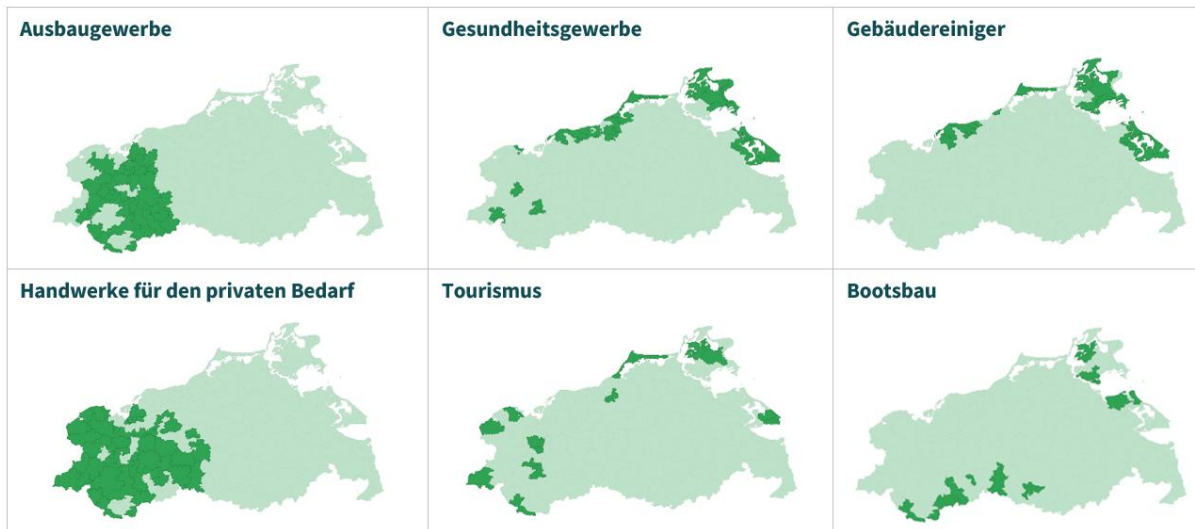 Ausbaugewerbe
Gesundheitsgewerbe
Gebäudereiniger
Handwerke für den privaten Bedarf
Tourismus
Bootsbau